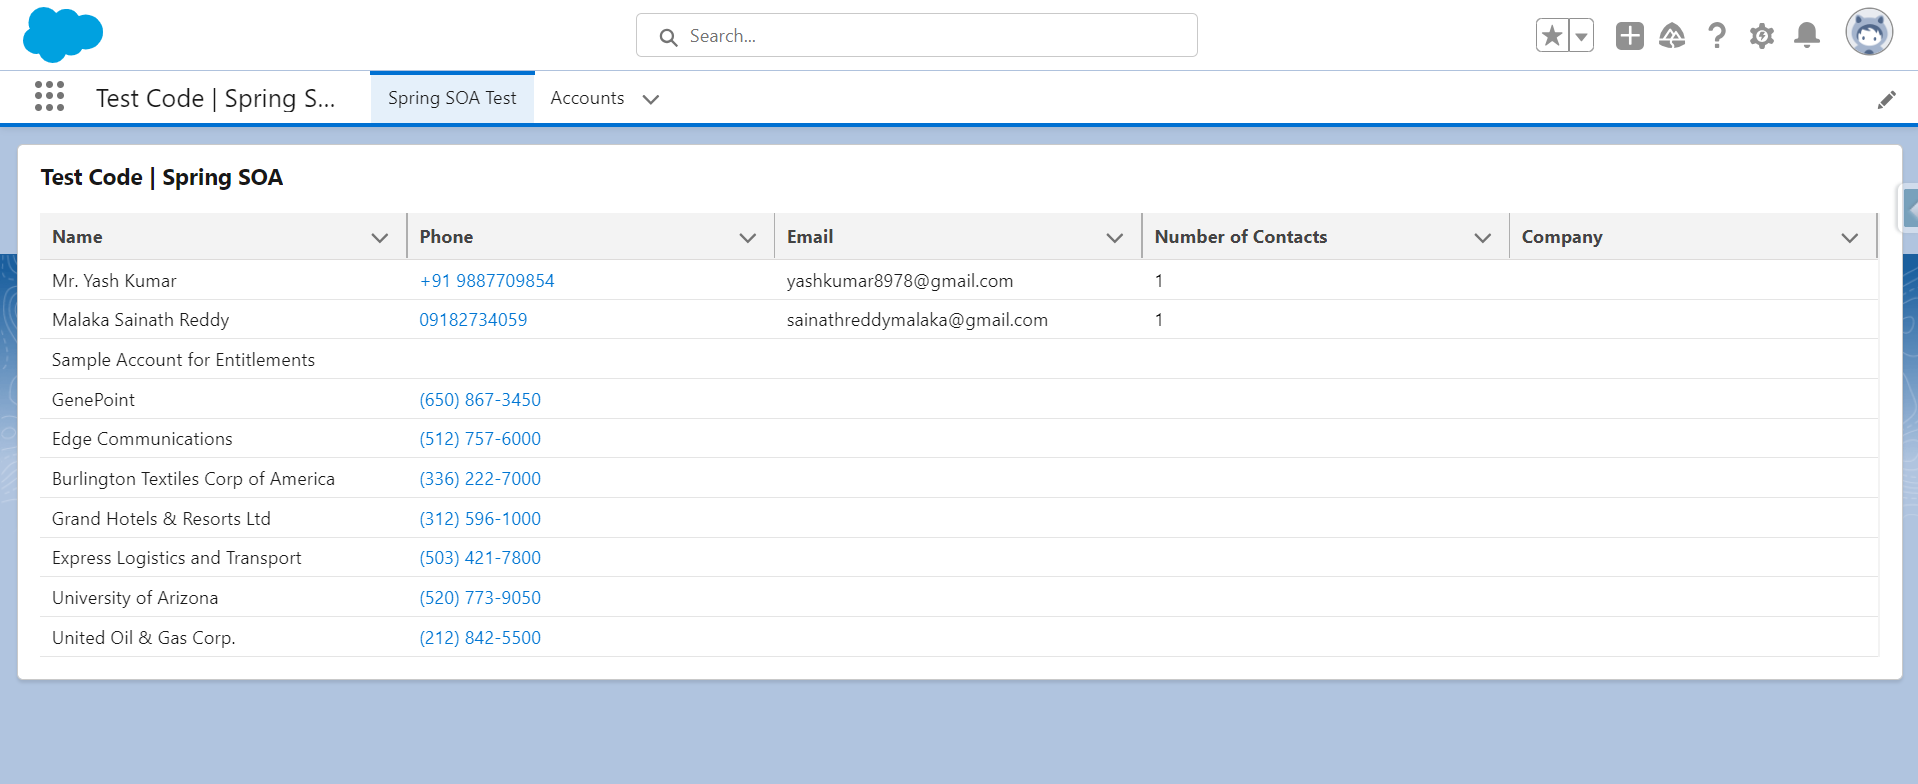 Search...
Test Code | Spring S... Spring SOA Test Accounts
Test Code | Spring SOA
Name Phone Email Number of Contacts Company
Mr. Yash Kumar +91 9887709854 yashkumar8978@gmail.com 1
Malaka Sainath Reddy 09182734059 sainathreddymalaka@gmail.com 1
Sample Account for Entitlements
GenePoint (650) 867-3450
Edge Communications (512) 757-6000
Burlington Textiles Corp of America (336) 222-7000
Grand Hotels & Resorts Ltd (312) 596-1000
Express Logistics and Transport (503) 421-7800
University of Arizona (520) 773-9050
United Oil & Gas Corp. (212) 842-5500